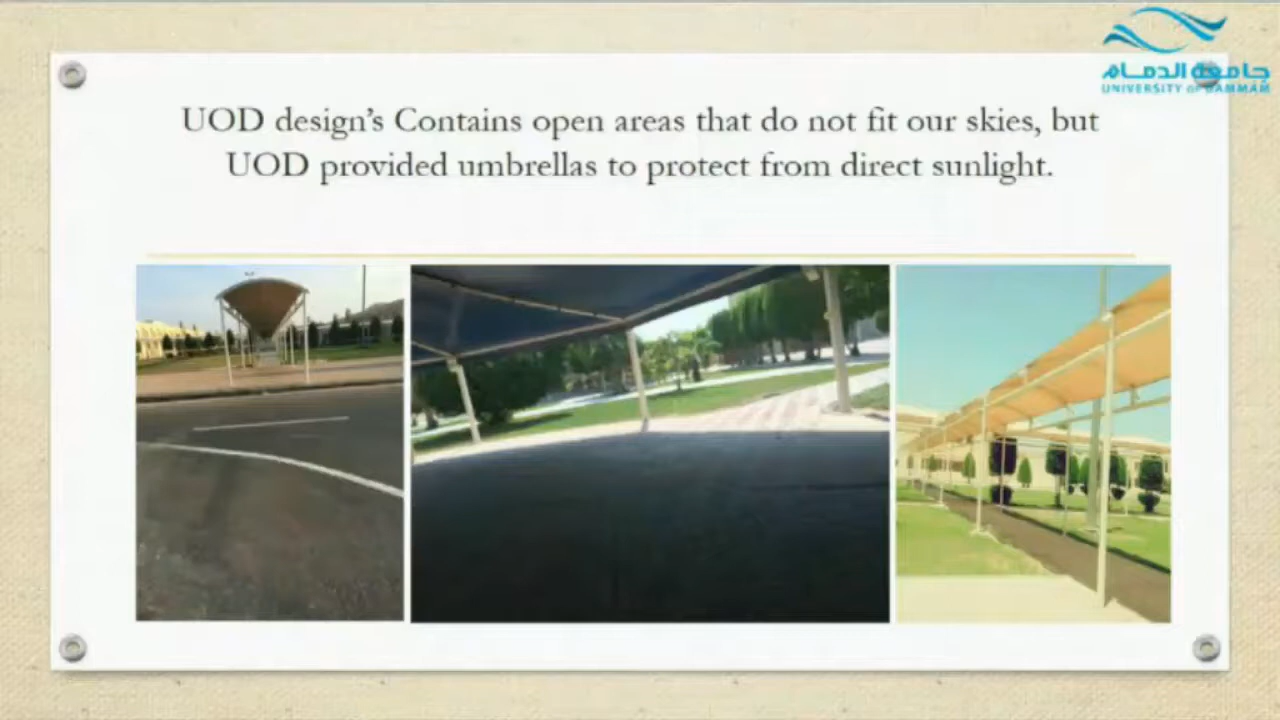 جامعة الدمام
UNIVERSITY OF DAMMAM
UOD design's Contains open areas that do not fit our skies, but
UOD provided umbrellas to protect from direct sunlight.